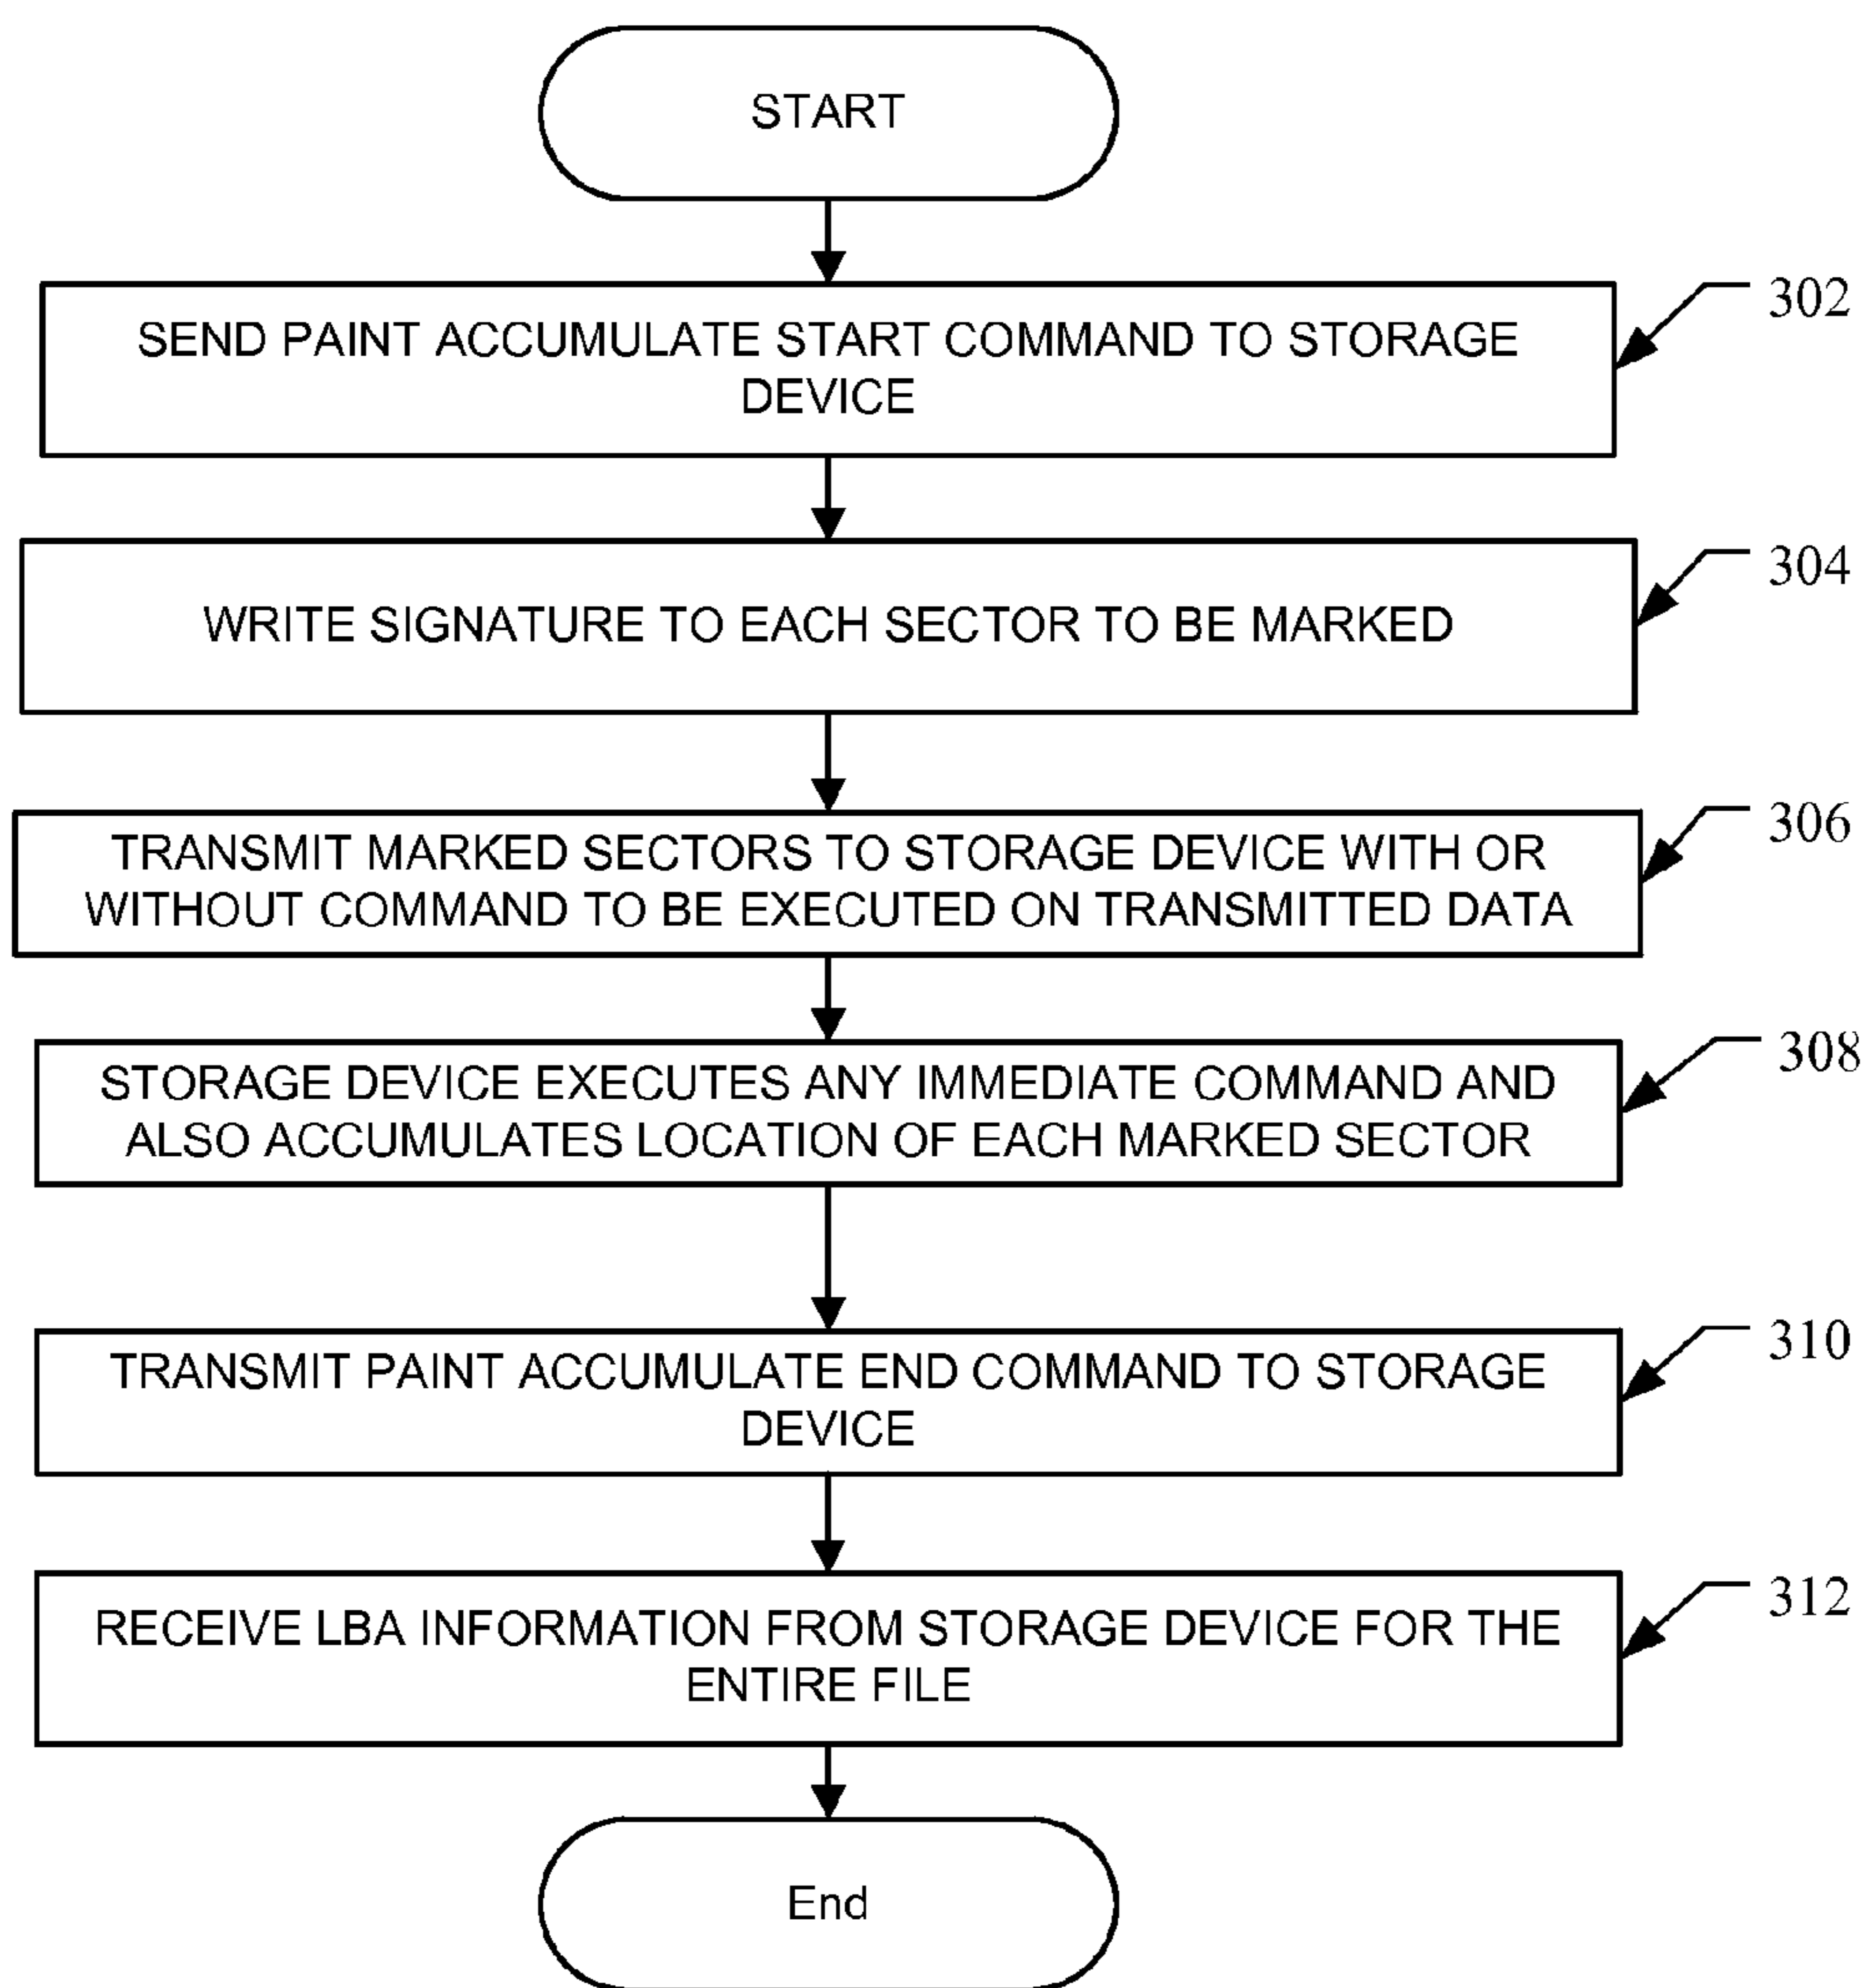 START
302
SEND PAINT ACCUMULATE START COMMAND TO STORAGE
DEVICE
304
WRITE SIGNATURE TO EACH SECTOR TO BE MARKED
306
TRANSMIT MARKED SECTORS TO STORAGE DEVICE WITH OR
WITHOUT COMMAND TO BE EXECUTED ON TRANSMITTED DATA
308
STORAGE DEVICE EXECUTES ANY IMMEDIATE COMMAND AND
ALSO ACCUMULATES LOCATION OF EACH MARKED SECTOR
310
TRANSMIT PAINT ACCUMULATE END COMMAND TO STORAGE
DEVICE
312
RECEIVE LBA INFORMATION FROM STORAGE DEVICE FOR THE
ENTIRE FILE
End